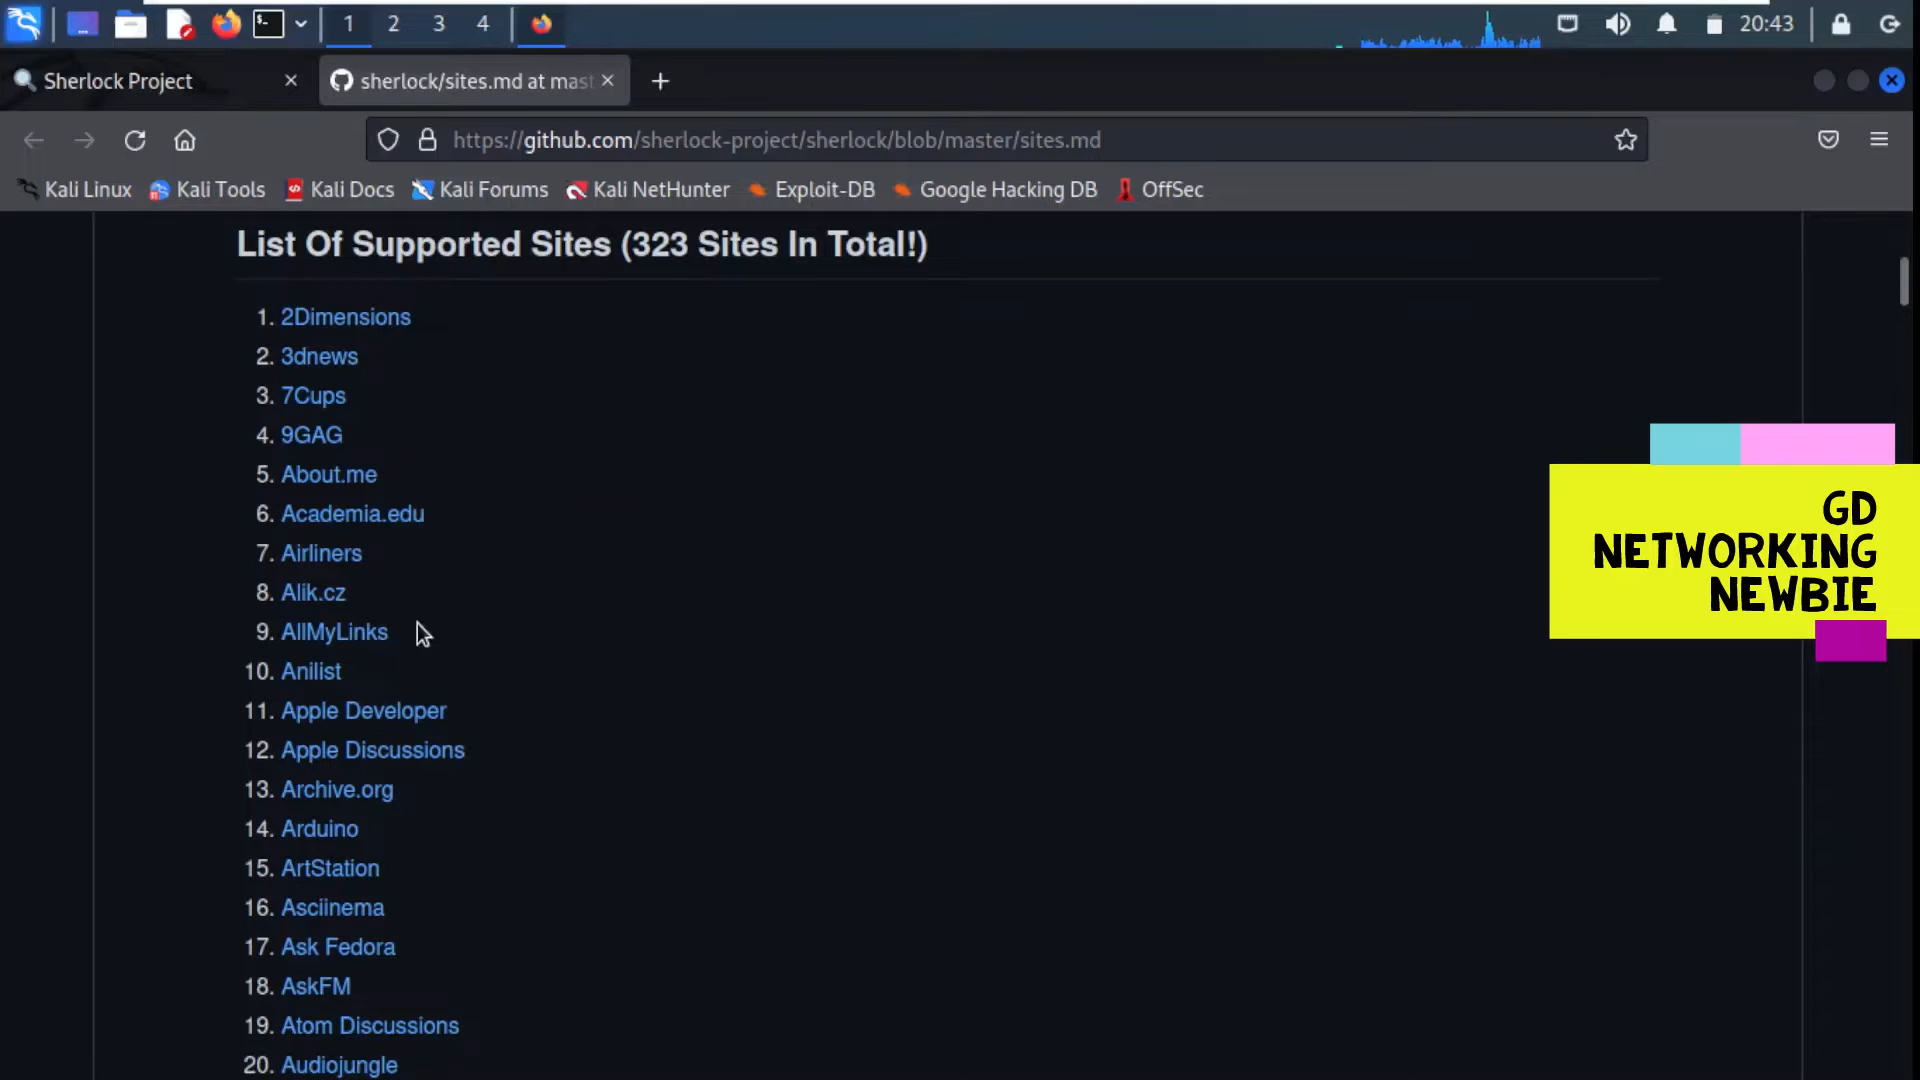 1 2 3 4 20:43
Sherlock Project
sherlock/sites.md at mast
https://github.com/sherlock-project/sherlock/blob/master/sites.md
Kali Linux Kali Tools Kali Docs Kali Forums Kali NetHunter Exploit-DB Google Hacking DB OffSec
List Of Supported Sites (323 Sites In Total!)
1. 2Dimensions
2. 3dnews
3. 7Cups
4. 9GAG
5. About.me
6. Academia.edu
7. Airliners
8. Alik.cz
9. AllMyLinks
10. Anilist
11. Apple Developer
12. Apple Discussions
13. Archive.org
14. Arduino
15. ArtStation
16. Asciinema
17. Ask Fedora
18. AskFM
19. Atom Discussions
20. Audiojungle
GD
NETWORKING
NEWBIE